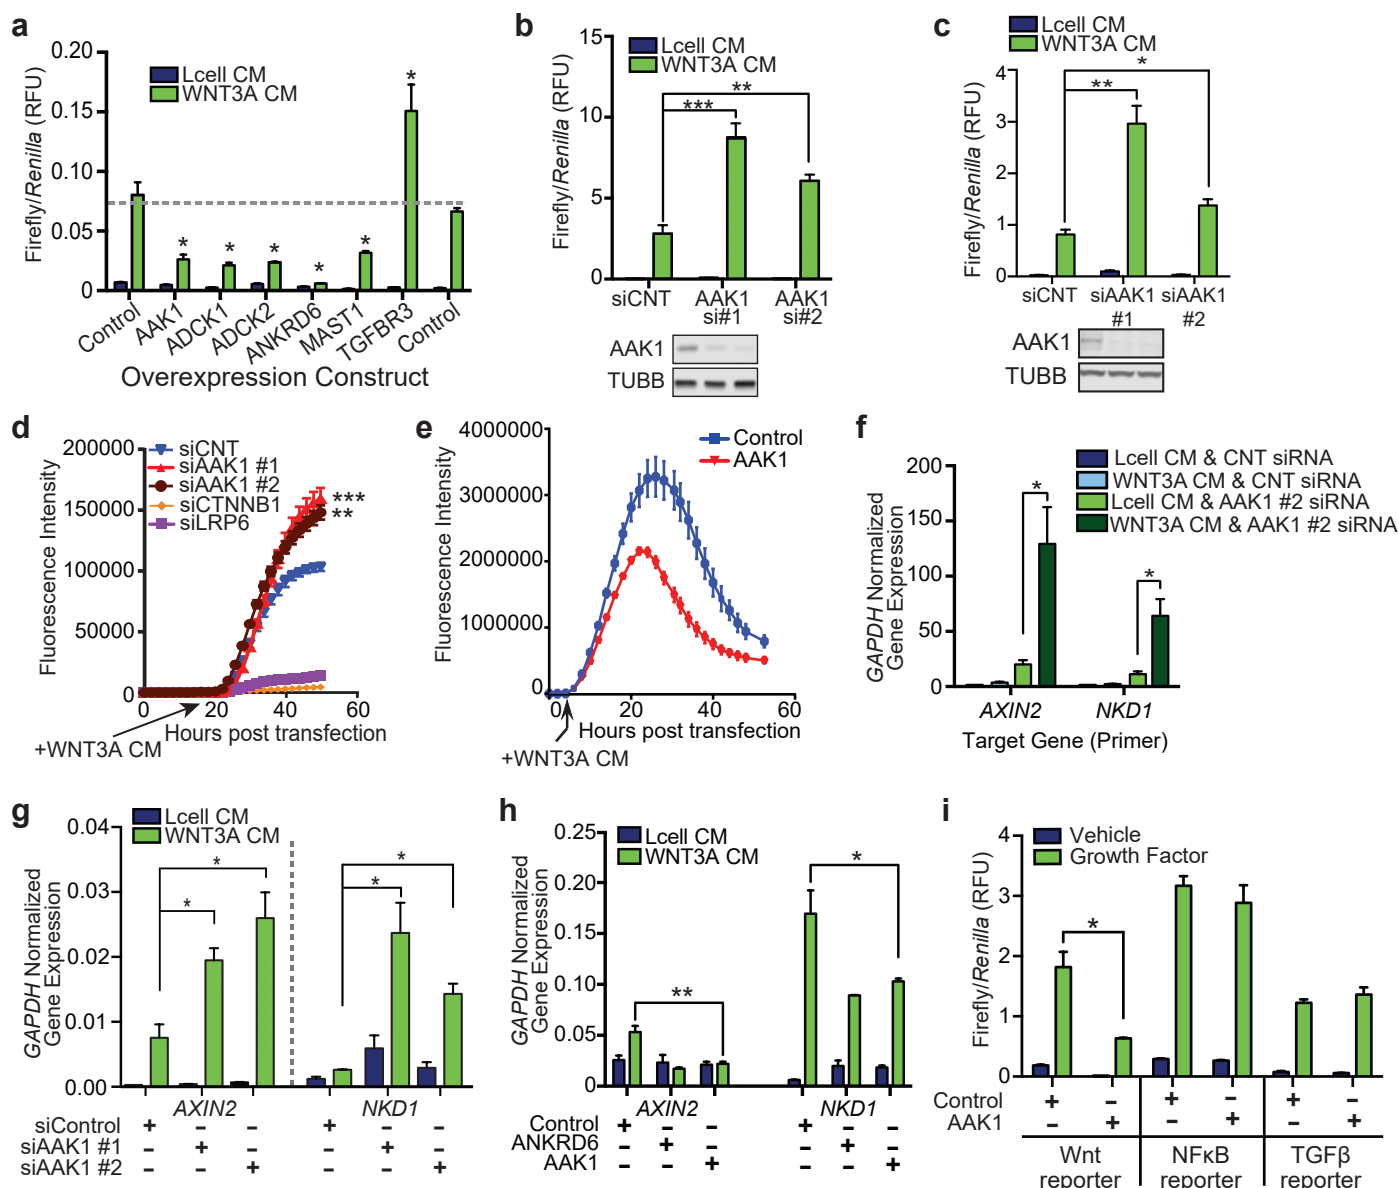 a
0.20
0.15
0.10
0.05
0
Firefly/Renilla (RFU)
Lcell CM
WNT3A CM
*
*
*
*
*
*
Control
AAK1
ADCK1
ADCK2
ANKRD6
MAST1
TGFBR3
Control
Overexpression Construct
b
15
10
5
0
Firefly/Renilla (RFU)
Lcell CM
WNT3A CM
**
***
siCNT
AAK1 si#1
AAK1 si#2
AAK1
TUBB
c
Lcell CM
WNT3A CM
4
3
2
1
0
Firefly/Renilla (RFU)
*
**
siCNT
siAAK1 #1
siAAK1 #2
AAK1
TUBB
d
200000
150000
100000
50000
0
Fluorescence Intensity
siCNT
siAAK1 #1
siAAK1 #2
siCTNNB1
siLRP6
***
**
0
20
40
60
Hours post transfection
+WNT3A CM
e
4000000
3000000
2000000
1000000
0
Fluorescence Intensity
Control
AAK1
0
20
40
60
Hours post transfection
+WNT3A CM
f
200
150
100
50
0
GAPDH Normalized
Gene Expression
Lcell CM & CNT siRNA
WNT3A CM & CNT siRNA
Lcell CM & AAK1 #2 siRNA
WNT3A CM & AAK1 #2 siRNA
*
*
AXIN2
NKD1
Target Gene (Primer)
g
0.04
0.03
0.02
0.01
0.00
GAPDH Normalized
Gene Expression
Lcell CM
WNT3A CM
*
*
*
*
AXIN2
NKD1
siControl + – – + – –
siAAK1 #1 – + – – + –
siAAK1 #2 – – + – – +
h
0.25
0.20
0.15
0.10
0.05
0
GAPDH Normalized
Gene Expression
Lcell CM
WNT3A CM
**
*
AXIN2
NKD1
Control + – – + – –
ANKRD6 – + – – + –
AAK1 – – + – – +
i
4
3
2
1
0
Firefly/Renilla (RFU)
Vehicle
Growth Factor
*
Control + – + – + –
AAK1 – + – + – +
Wnt reporter
NFκB reporter
TGFβ reporter